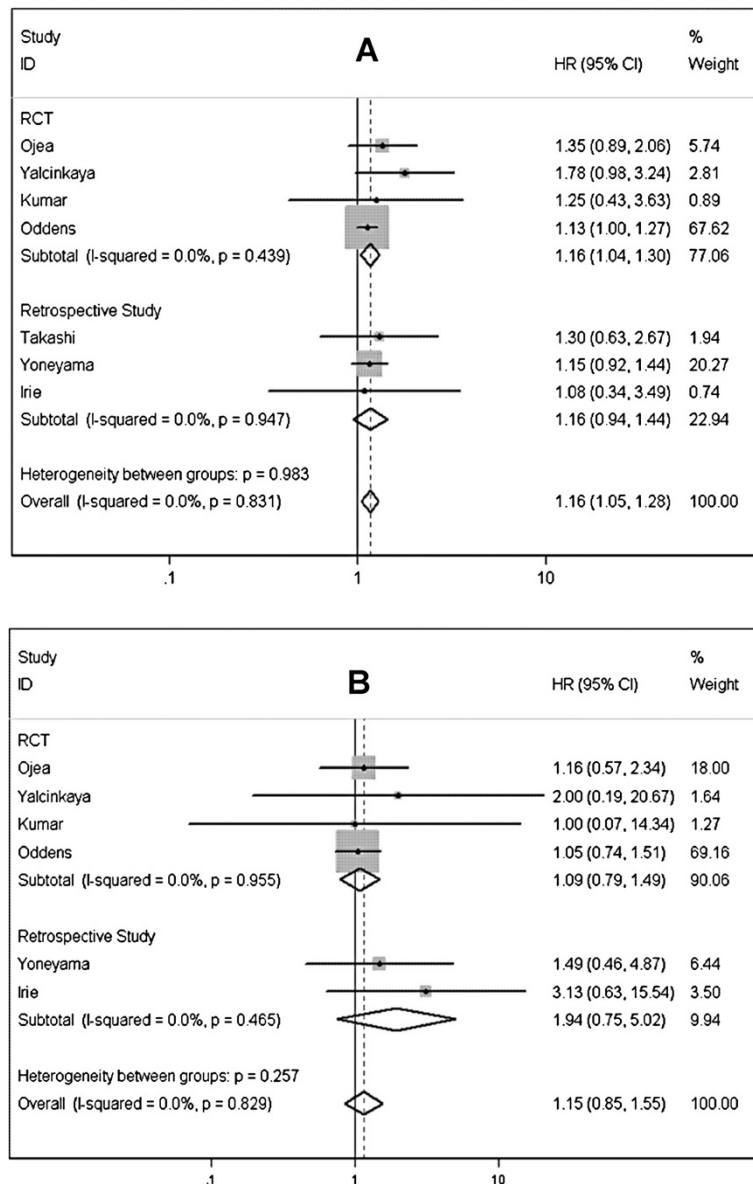 Study A %
ID HR (95% CI) Weight
RCT
Ojea 1.35 (0.89, 2.06) 5.74
Yalcinkaya 1.78 (0.98, 3.24) 2.81
Kumar 1.25 (0.43, 3.63) 0.89
Oddens 1.13 (1.00, 1.27) 67.62
Subtotal (I-squared = 0.0%, p = 0.439) 1.16 (1.04, 1.30) 77.06
Retrospective Study
Takashi 1.30 (0.63, 2.67) 1.94
Yoneyama 1.15 (0.92, 1.44) 20.27
Irie 1.08 (0.34, 3.49) 0.74
Subtotal (I-squared = 0.0%, p = 0.947) 1.16 (0.94, 1.44) 22.94
Heterogeneity between groups: p = 0.983
Overall (I-squared = 0.0%, p = 0.831) 1.16 (1.05, 1.28) 100.00
.1 1 10
Study %
ID B HR (95% CI) Weight
RCT
Ojea 1.16 (0.57, 2.34) 18.00
Yalcinkaya 2.00 (0.19, 20.67) 1.64
Kumar 1.00 (0.07, 14.34) 1.27
Oddens 1.05 (0.74, 1.51) 69.16
Subtotal (I-squared = 0.0%, p = 0.955) 1.09 (0.79, 1.49) 90.06
Retrospective Study
Yoneyama 1.49 (0.46, 4.87) 6.44
Irie 3.13 (0.63, 15.54) 3.50
Subtotal (I-squared = 0.0%, p = 0.465) 1.94 (0.75, 5.02) 9.94
Heterogeneity between groups: p = 0.257
Overall (I-squared = 0.0%, p = 0.829) 1.15 (0.85, 1.55) 100.00
.1 1 10